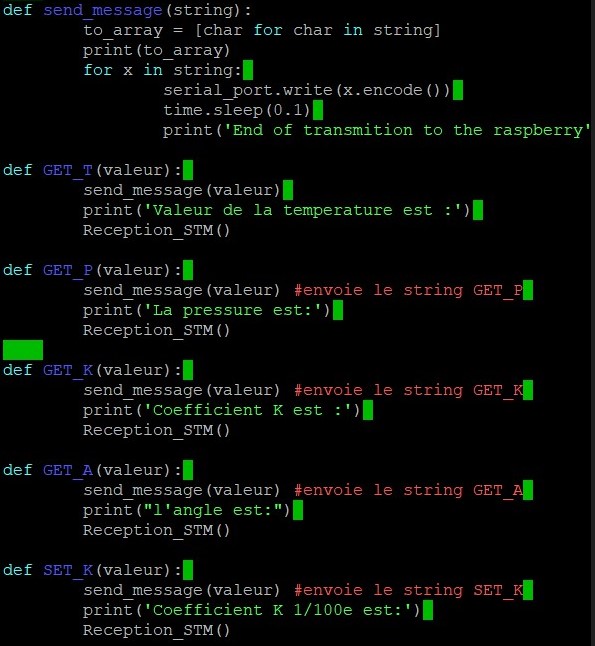 def send_message(string):
        to_array = [char for char in string]
        print(to_array)
        for x in string:
                serial_port.write(x.encode())
                time.sleep(0.1)
                print('End of transmition to the raspberry'
def GET_T(valeur):
        send_message(valeur)
        print('Valeur de la temperature est :')
        Reception_STM()
def GET_P(valeur):
        send_message(valeur) #envoie le string GET_P
        print('La pressure est:')
        Reception_STM()
def GET_K(valeur):
        send_message(valeur) #envoie le string GET_K
        print('Coefficient K est :')
        Reception_STM()
def GET_A(valeur):
        send_message(valeur) #envoie le string GET_A
        print("l'angle est:")
        Reception_STM()
def SET_K(valeur):
        send_message(valeur) #envoie le string SET_K
        print('Coefficient K 1/100e est:')
        Reception_STM()